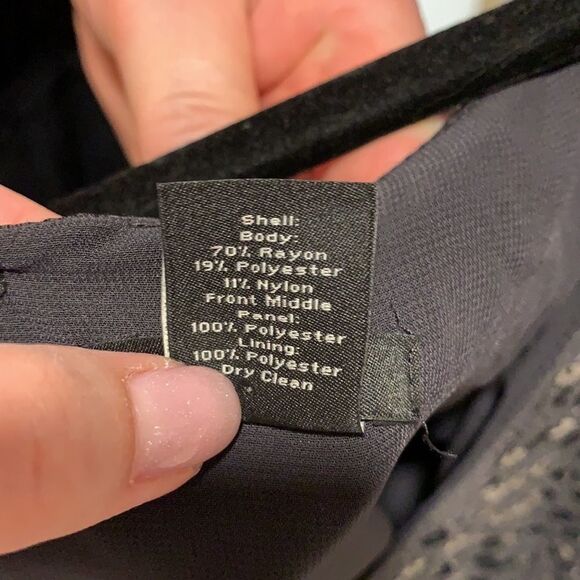 Shell:
Body:
70% Rayon
19% Polyester
11% Nylon
Front Middle
Panel:
100% Polyester
Lining:
100% Polyester
Dry Clean